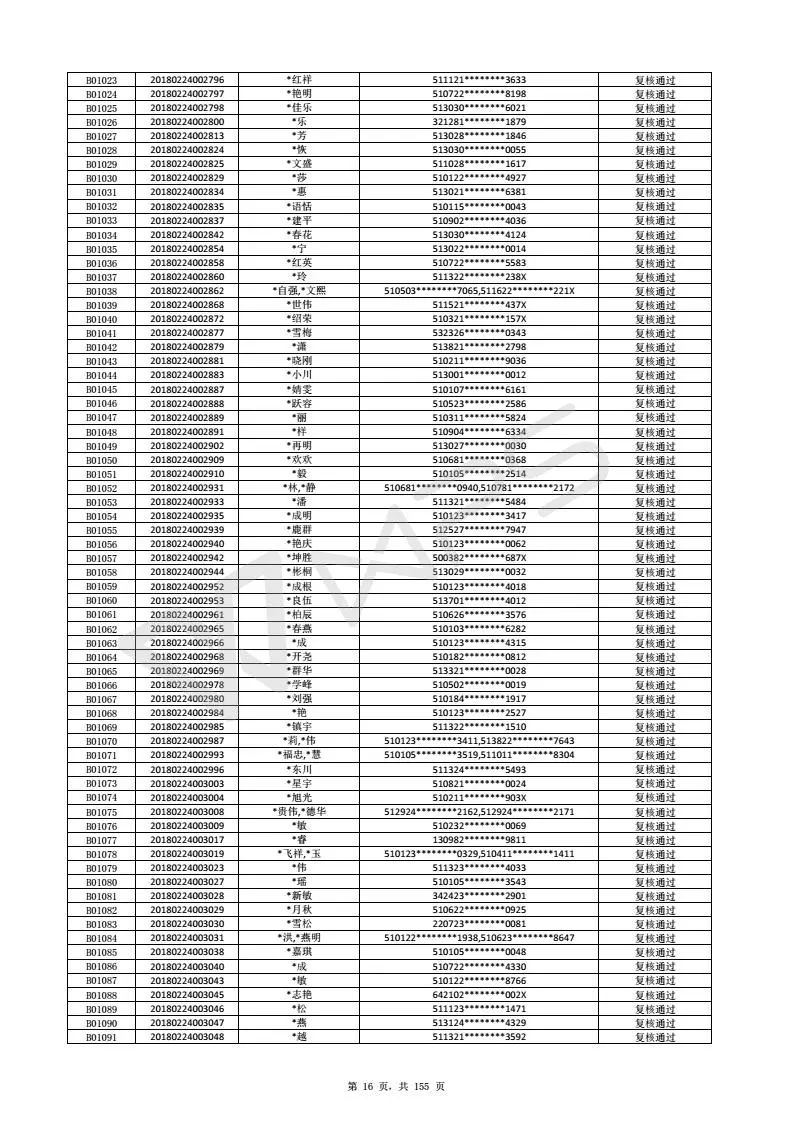 B01023 20180224002796 *红祥 511121********3633 复核通过
B01024 20180224002797 *艳明 510722********8198 复核通过
B01025 20180224002798 *佳乐 513030********6021 复核通过
B01026 20180224002800 *乐 321281********1879 复核通过
B01027 20180224002813 *芳 513028********1846 复核通过
B01028 20180224002824 *恢 513030********0055 复核通过
B01029 20180224002825 *文盛 511028********1617 复核通过
B01030 20180224002829 *莎 510122********4927 复核通过
B01031 20180224002834 *惠 513021********6381 复核通过
B01032 20180224002835 *语恬 510115********0043 复核通过
B01033 20180224002837 *建平 510902********4036 复核通过
B01034 20180224002842 *春花 513030********4124 复核通过
B01035 20180224002854 *宁 513022********0014 复核通过
B01036 20180224002858 *红英 510722********5583 复核通过
B01037 20180224002860 *玲 511322********238X 复核通过
B01038 20180224002862 *自强,*文熙 510503********7065,511622********221X 复核通过
B01039 20180224002868 *世伟 511521********437X 复核通过
B01040 20180224002872 *绍荣 510321********157X 复核通过
B01041 20180224002877 *雪梅 532326********0343 复核通过
B01042 20180224002879 *潇 513821********2798 复核通过
B01043 20180224002881 *晓刚 510211********9036 复核通过
B01044 20180224002883 *小川 513001********0012 复核通过
B01045 20180224002887 *婧雯 510107********6161 复核通过
B01046 20180224002888 *跃容 510523********2586 复核通过
B01047 20180224002889 *丽 510311********5824 复核通过
B01048 20180224002891 *样 510904********6334 复核通过
B01049 20180224002902 *再明 513027********0030 复核通过
B01050 20180224002909 *欢欢 510681********0368 复核通过
B01051 20180224002910 *毅 510105********2514 复核通过
B01052 20180224002931 *林,*静 510681********0940,510781********2172 复核通过
B01053 20180224002933 *潘 511321********5484 复核通过
B01054 20180224002935 *成明 510123********3417 复核通过
B01055 20180224002939 *鹿群 512527********7947 复核通过
B01056 20180224002940 *艳庆 510123********0062 复核通过
B01057 20180224002942 *坤胜 500382********687X 复核通过
B01058 20180224002944 *彬桐 513029********0032 复核通过
B01059 20180224002952 *成根 510123********4018 复核通过
B01060 20180224002953 *良伍 513701********4012 复核通过
B01061 20180224002961 *柏辰 510626********3576 复核通过
B01062 20180224002965 *春燕 510103********6282 复核通过
B01063 20180224002966 *成 510123********4315 复核通过
B01064 20180224002968 *开尧 510182********0812 复核通过
B01065 20180224002969 *群华 513321********0028 复核通过
B01066 20180224002978 *学峰 510502********0019 复核通过
B01067 20180224002980 *刘强 510184********1917 复核通过
B01068 20180224002984 *艳 510123********2527 复核通过
B01069 20180224002985 *镇宇 511322********1510 复核通过
B01070 20180224002987 *莉,*伟 510123********3411,513822********7643 复核通过
B01071 20180224002993 *福忠,*慧 510105********3519,511011********8304 复核通过
B01072 20180224002996 *东川 511324********5493 复核通过
B01073 20180224003003 *星宇 510821********0024 复核通过
B01074 20180224003004 *旭光 510211********903X 复核通过
B01075 20180224003008 *贵伟,*德华 512924********2162,512924********2171 复核通过
B01076 20180224003009 *敏 510232********0069 复核通过
B01077 20180224003017 *睿 130982********9811 复核通过
B01078 20180224003019 *飞祥,*玉 510123********0329,510411********1411 复核通过
B01079 20180224003023 *伟 511323********4033 复核通过
B01080 20180224003027 *瑶 510105********3543 复核通过
B01081 20180224003028 *新敏 342423********2901 复核通过
B01082 20180224003029 *月秋 510622********0925 复核通过
B01083 20180224003030 *雪松 220723********0081 复核通过
B01084 20180224003031 *洪,*燕明 510122********1938,510623********8647 复核通过
B01085 20180224003038 *嘉琪 510105********0048 复核通过
B01086 20180224003040 *成 510722********4330 复核通过
B01087 20180224003043 *敏 510122********8766 复核通过
B01088 20180224003045 *志艳 642102********002X 复核通过
B01089 20180224003046 *松 511123********1471 复核通过
B01090 20180224003047 *燕 513124********4329 复核通过
B01091 20180224003048 *越 511321********3592 复核通过
第 16 页，共 155 页